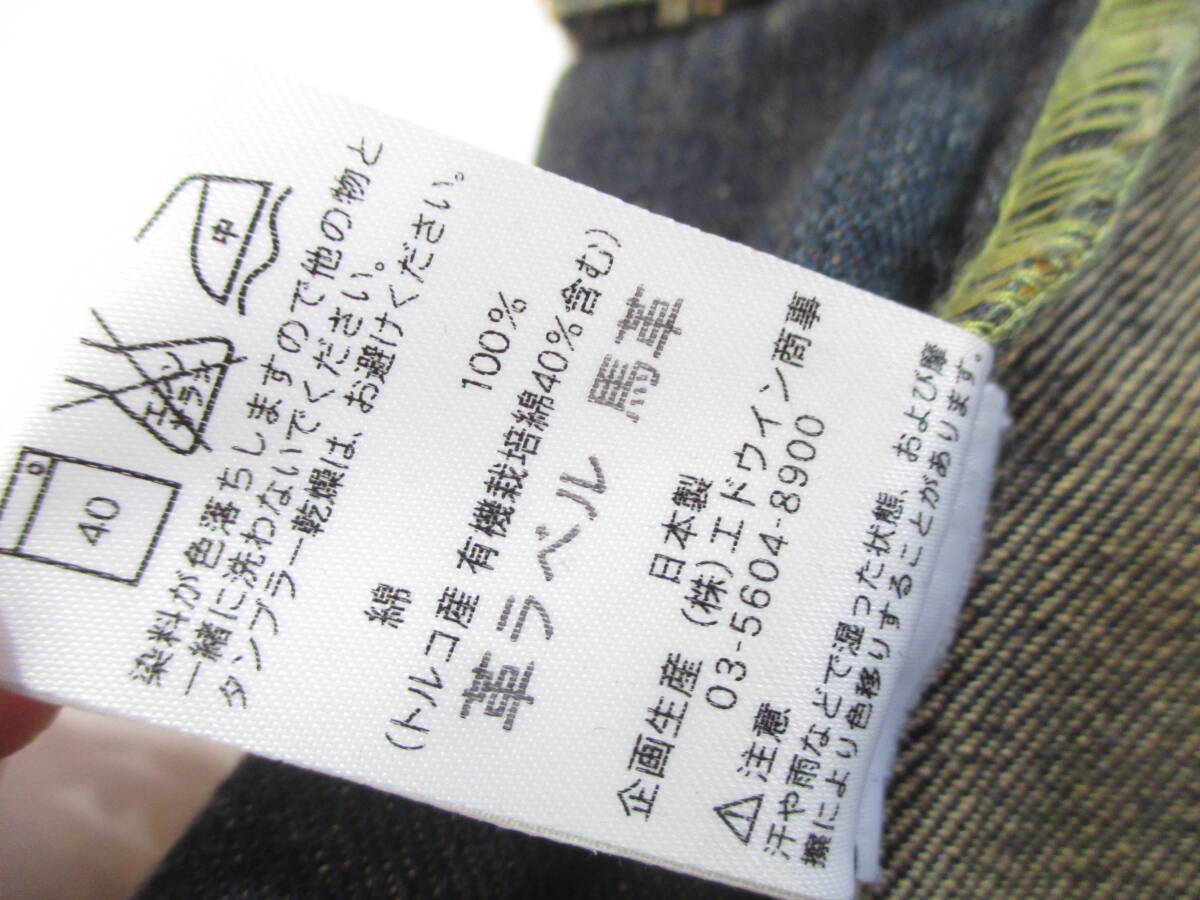 40
エンソ
サラシ
中
染料が色落ちしますので他の物と
一緒に洗わないでください。
タンブラー乾燥は、お避けください。
綿 100%
(トルコ産 有機栽培綿40%含む)
革ラベル 馬革
日本製
企画生産 (株)エドウイン商事
03-5604-8900
注意
汗や雨などで湿った状態、および摩
擦により色移りすることがあります。